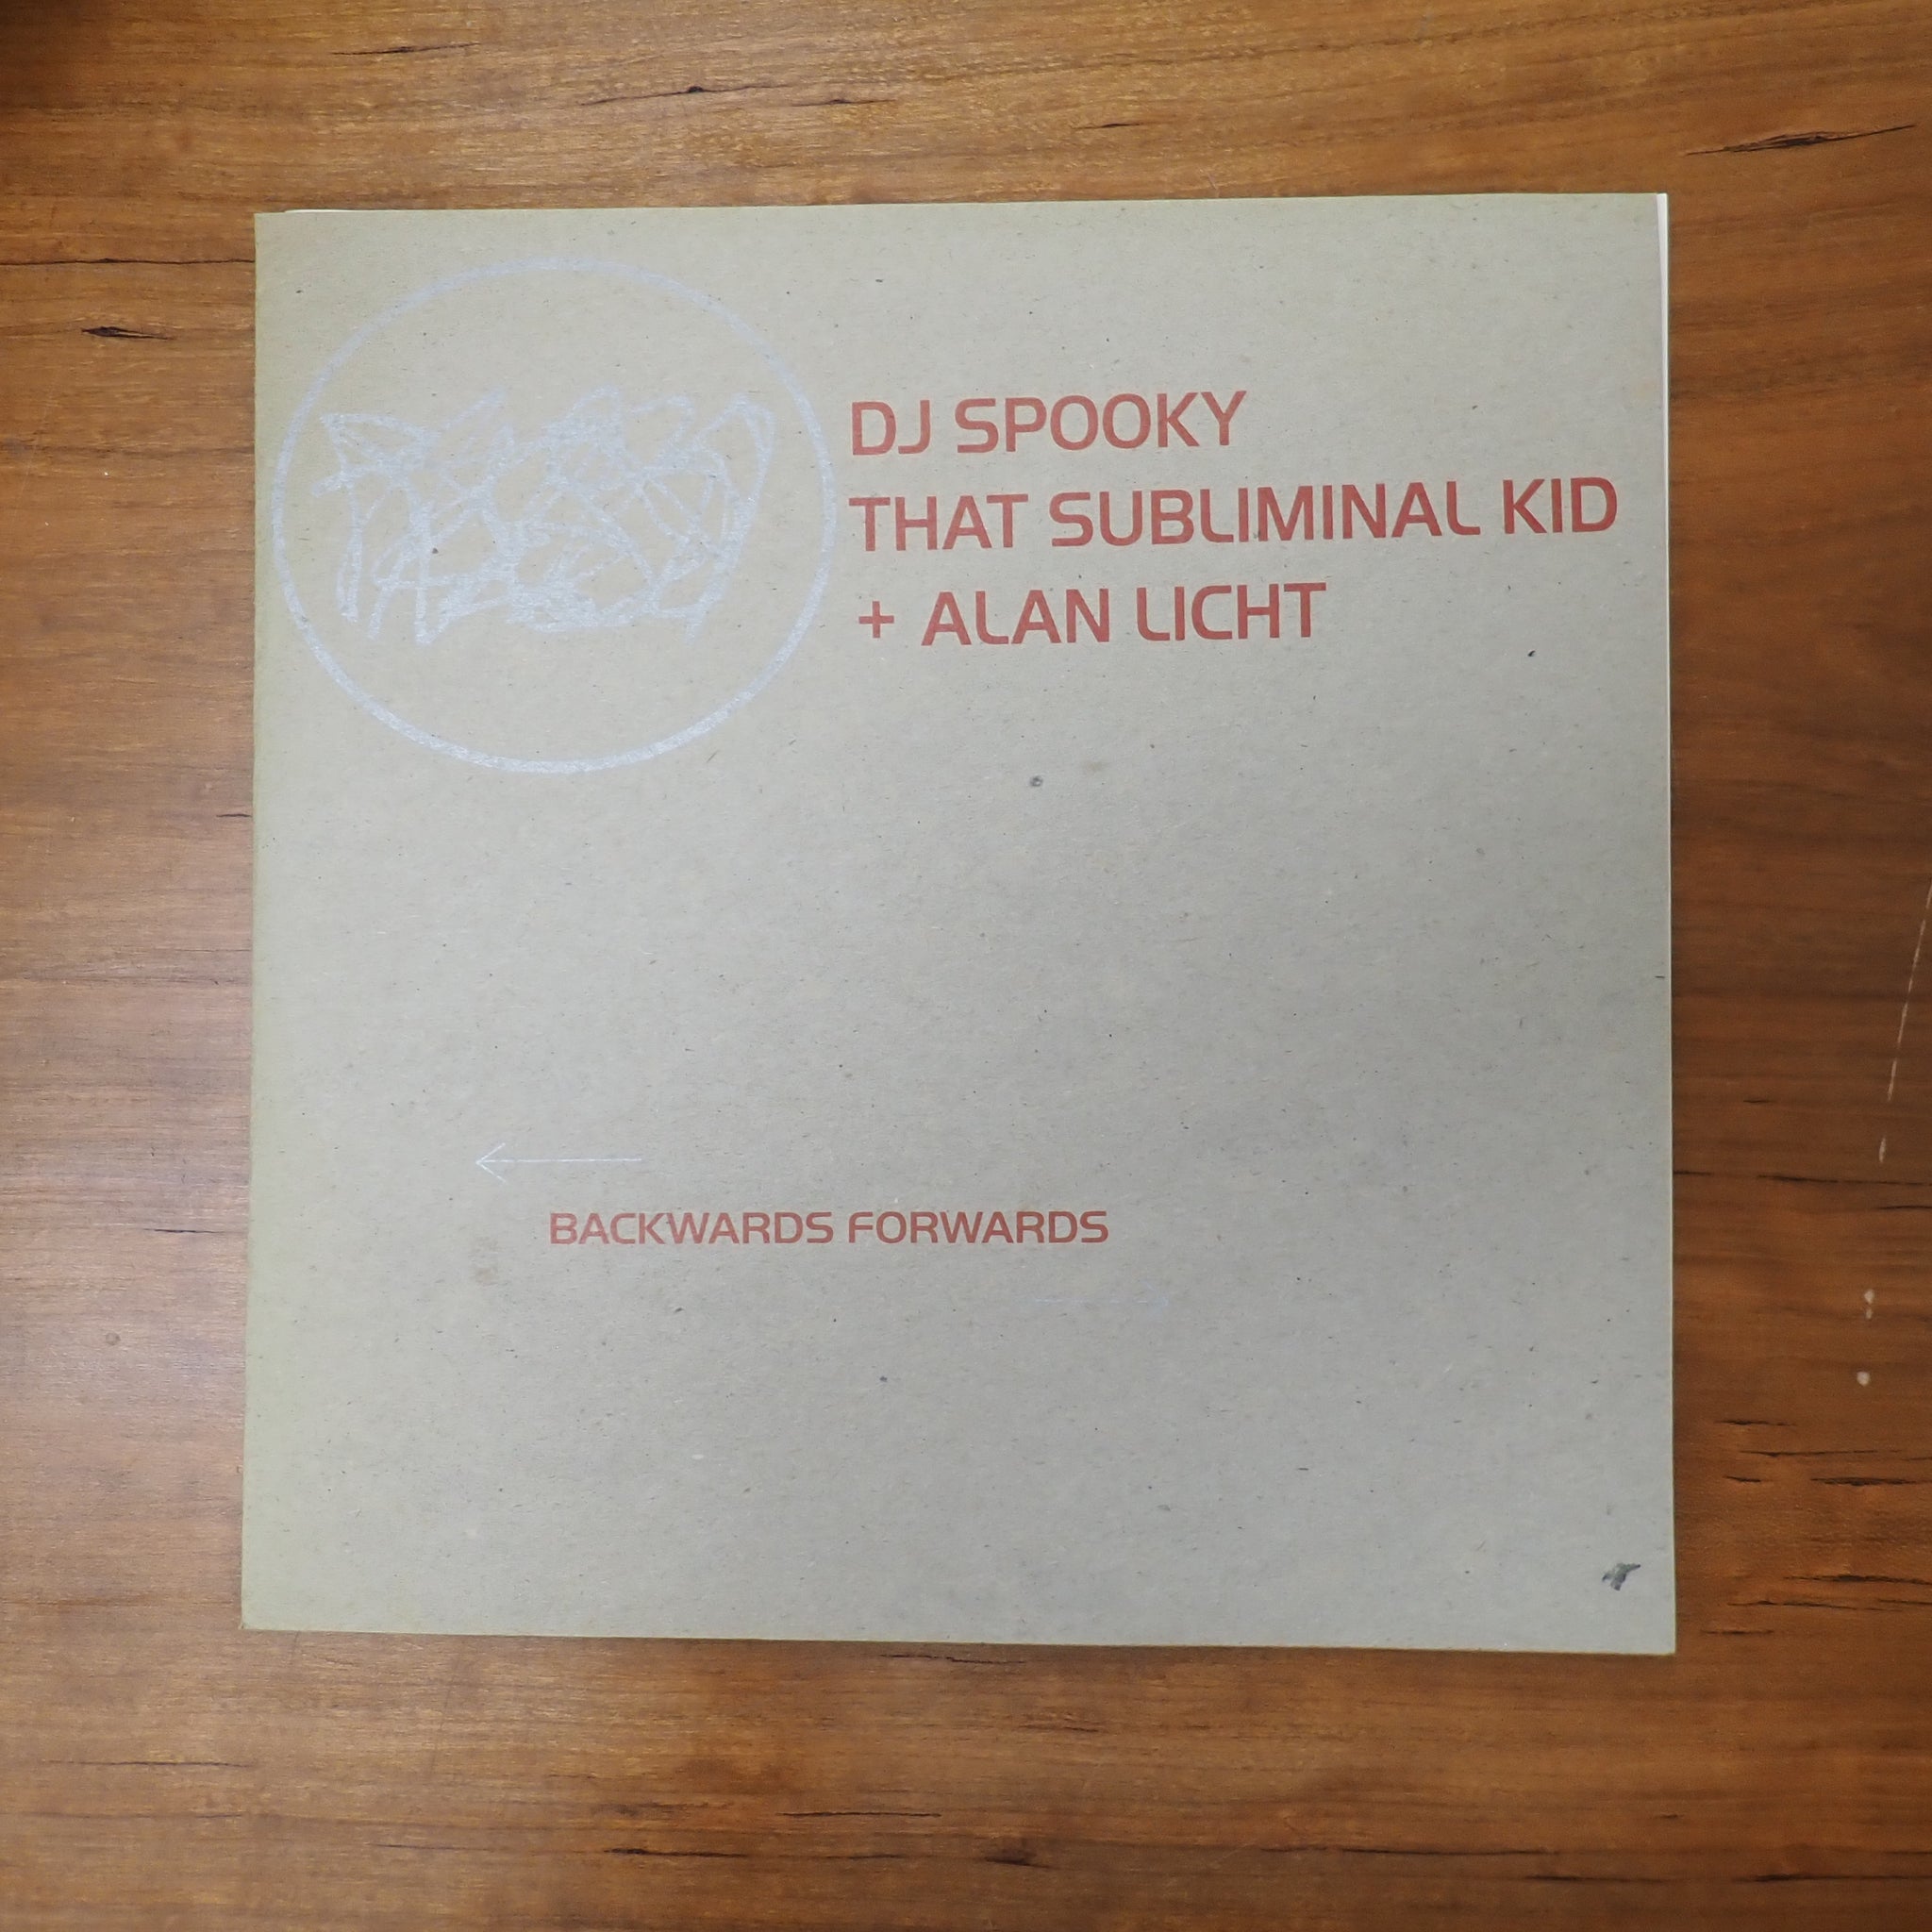 DJ SPOOKY
THAT SUBLIMINAL KID
+ ALAN LICHT
BACKWARDS FORWARDS